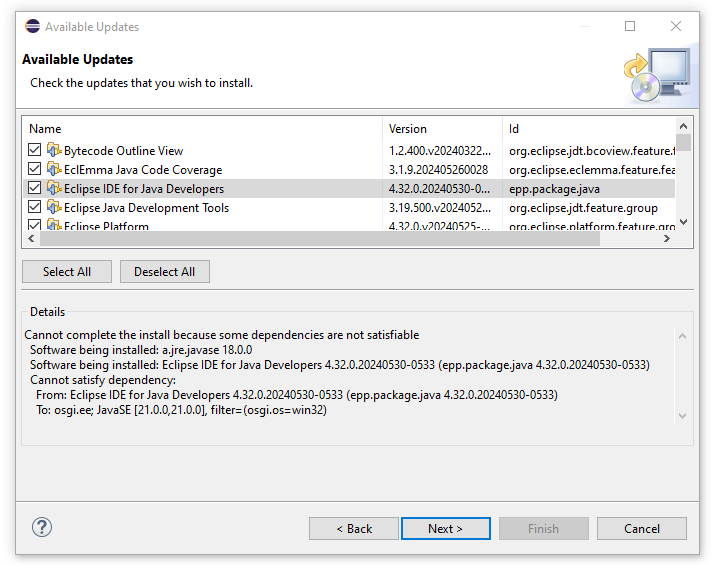 Available Updates
Available Updates
Check the updates that you wish to install.
Name Version Id
Bytecode Outline View 1.2.400.v20240322... org.eclipse.jdt.bcoview.feature.f
EclEmma Java Code Coverage 3.1.9.202405260028 org.eclipse.eclemma.feature.fea
Eclipse IDE for Java Developers 4.32.0.20240530-0... epp.package.java
Eclipse Java Development Tools 3.19.500.v2024052... org.eclipse.jdt.feature.group
Eclipse Platform 4.32.0.v20240525-... org.eclipse.platform.feature.gro
Select All Deselect All
Details
Cannot complete the install because some dependencies are not satisfiable
Software being installed: a.jre.javase 18.0.0
Software being installed: Eclipse IDE for Java Developers 4.32.0.20240530-0533 (epp.package.java 4.32.0.20240530-0533)
Cannot satisfy dependency:
From: Eclipse IDE for Java Developers 4.32.0.20240530-0533 (epp.package.java 4.32.0.20240530-0533)
To: osgi.ee; JavaSE [21.0.0,21.0.0], filter=(osgi.os=win32)
? < Back Next > Finish Cancel